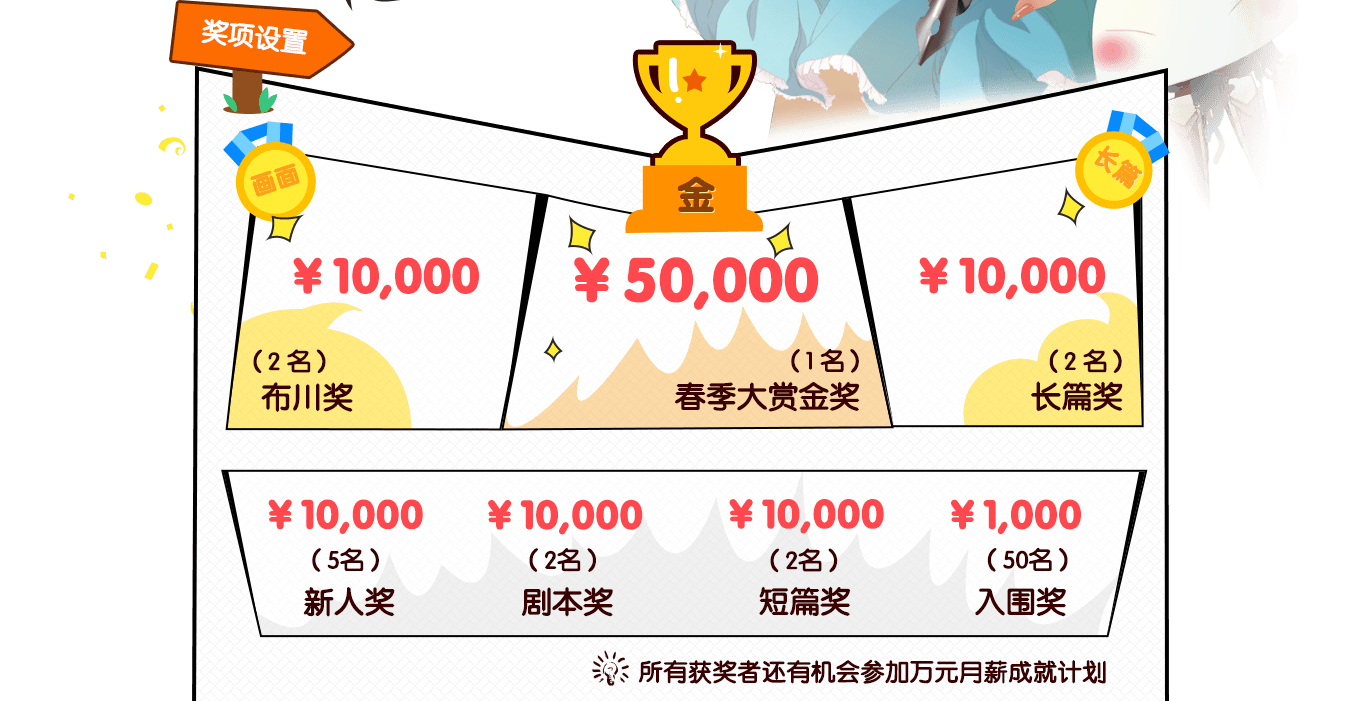 奖项设置
画面
金
长篇
¥10,000
（2名）
布川奖
¥50,000
（1名）
春季大赏金奖
¥10,000
（2名）
长篇奖
¥10,000
（5名）
新人奖
¥10,000
（2名）
剧本奖
¥10,000
（2名）
短篇奖
¥1,000
（50名）
入围奖
所有获奖者还有机会参加万元月薪成就计划